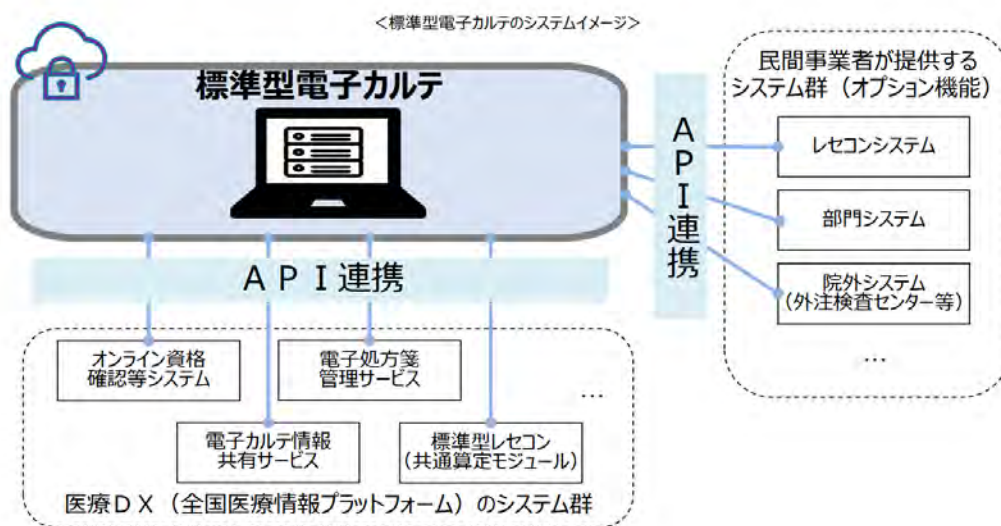 <標準型電子カルテのシステムイメージ>
標準型電子カルテ
API連携
民間事業者が提供する
システム群（オプション機能）
レセコンシステム
部門システム
院外システム
（外注検査センター等）
…
API連携
オンライン資格
確認等システム
電子処方箋
管理サービス
…
電子カルテ情報
共有サービス
標準型レセコン
（共通算定モジュール）
医療DX（全国医療情報プラットフォーム）のシステム群